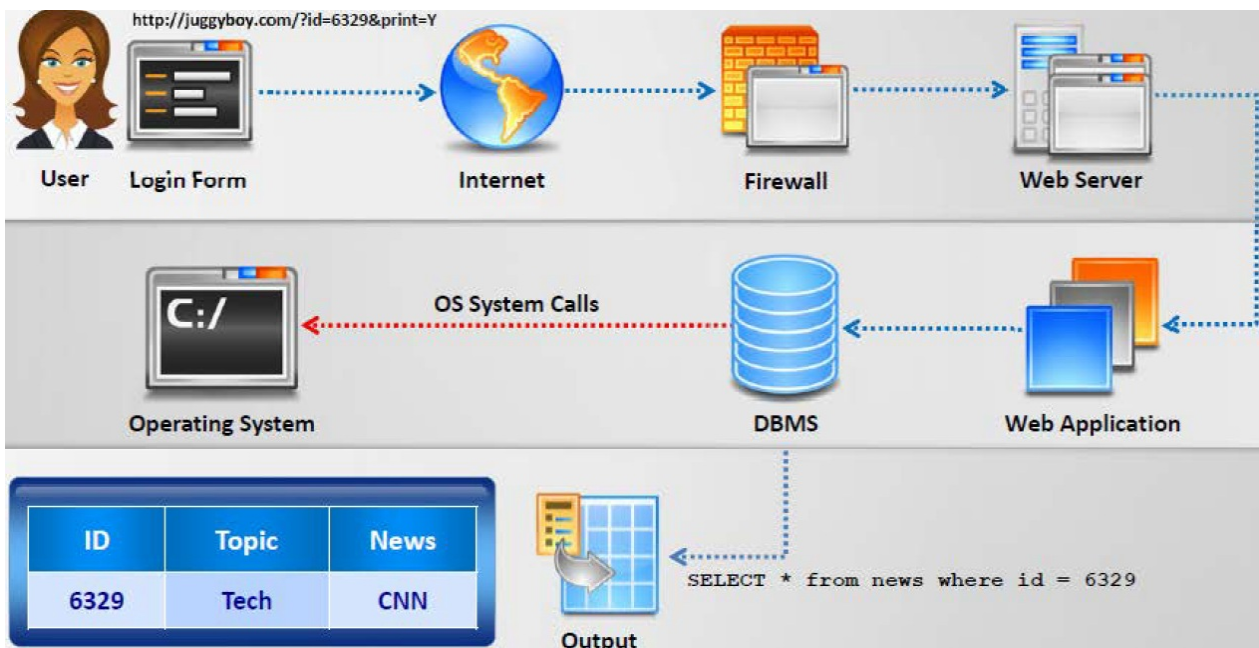 http://juggyboy.com/?id=6329&print=Y
User
Login Form
Internet
Firewall
Web Server
C:/
OS System Calls
Operating System
DBMS
Web Application
ID Topic News
6329 Tech CNN
SELECT * from news where id = 6329
Output